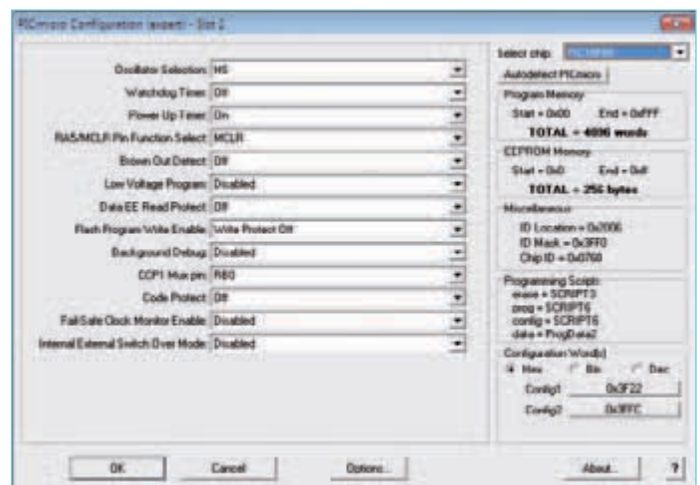 PICmicro Configuration (expert) - Slot 2
Oscillator Selection: HS
Watchdog Timer: Off
Power Up Timer: On
RA5/MCLR Pin Function Select: MCLR
Brown Out Detect: Off
Low Voltage Program: Disabled
Data EE Read Protect: Off
Flash Program Write Enable: Write Protect Off
Background Debug: Disabled
CCP1 Mux pin: RB0
Code Protect: Off
Fail-Safe Clock Monitor Enable: Disabled
Internal External Switch Over Mode: Disabled
OK
Cancel
Options...
Select chip:
Autodetect PICmicro
Program Memory
Start = 0x00 End = 0xFFF
TOTAL = 4096 words
EEPROM Memory
Start = 0x0 End = 0xff
TOTAL = 256 bytes
Miscellaneous
ID Location = 0x2006
ID Mask = 0x3FF0
Chip ID = 0x0760
Programming Scripts
erase = SCRIPT3
prog = SCRIPT6
config = SCRIPT6
data = ProgData2
Configuration Word(s)
Hex Bin Dec
Config1 0x3F22
Config2 0x3FFC
About...
?